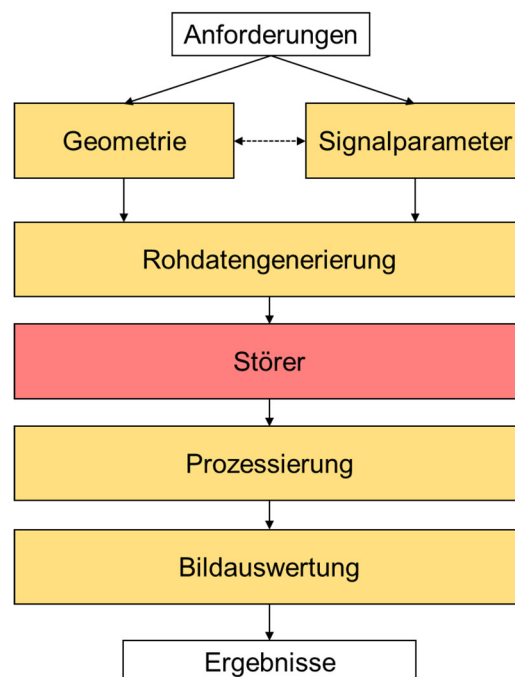 Anforderungen
Geometrie
Signalparameter
Rohdatengenerierung
Störer
Prozessierung
Bildauswertung
Ergebnisse